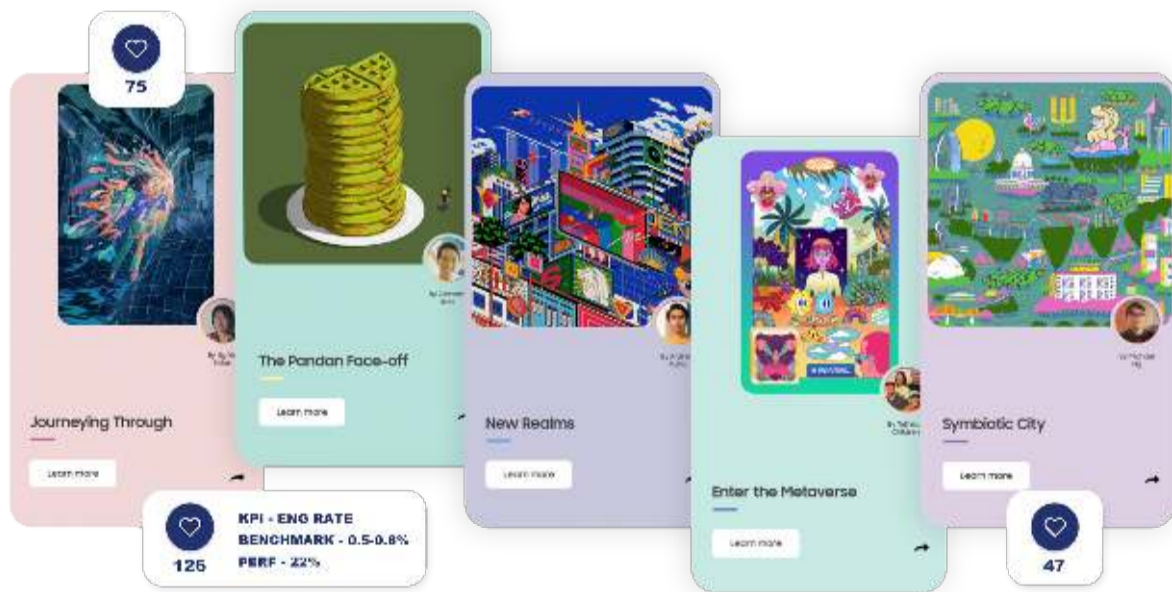 75
Journeying Through
Learn more
126
KPI - ENG RATE
BENCHMARK - 0.5-0.8%
PERF - 22%
The Pandan Face-off
Learn more
New Realms
Learn more
Enter the Metaverse
Learn more
Symbiotic City
Learn more
47